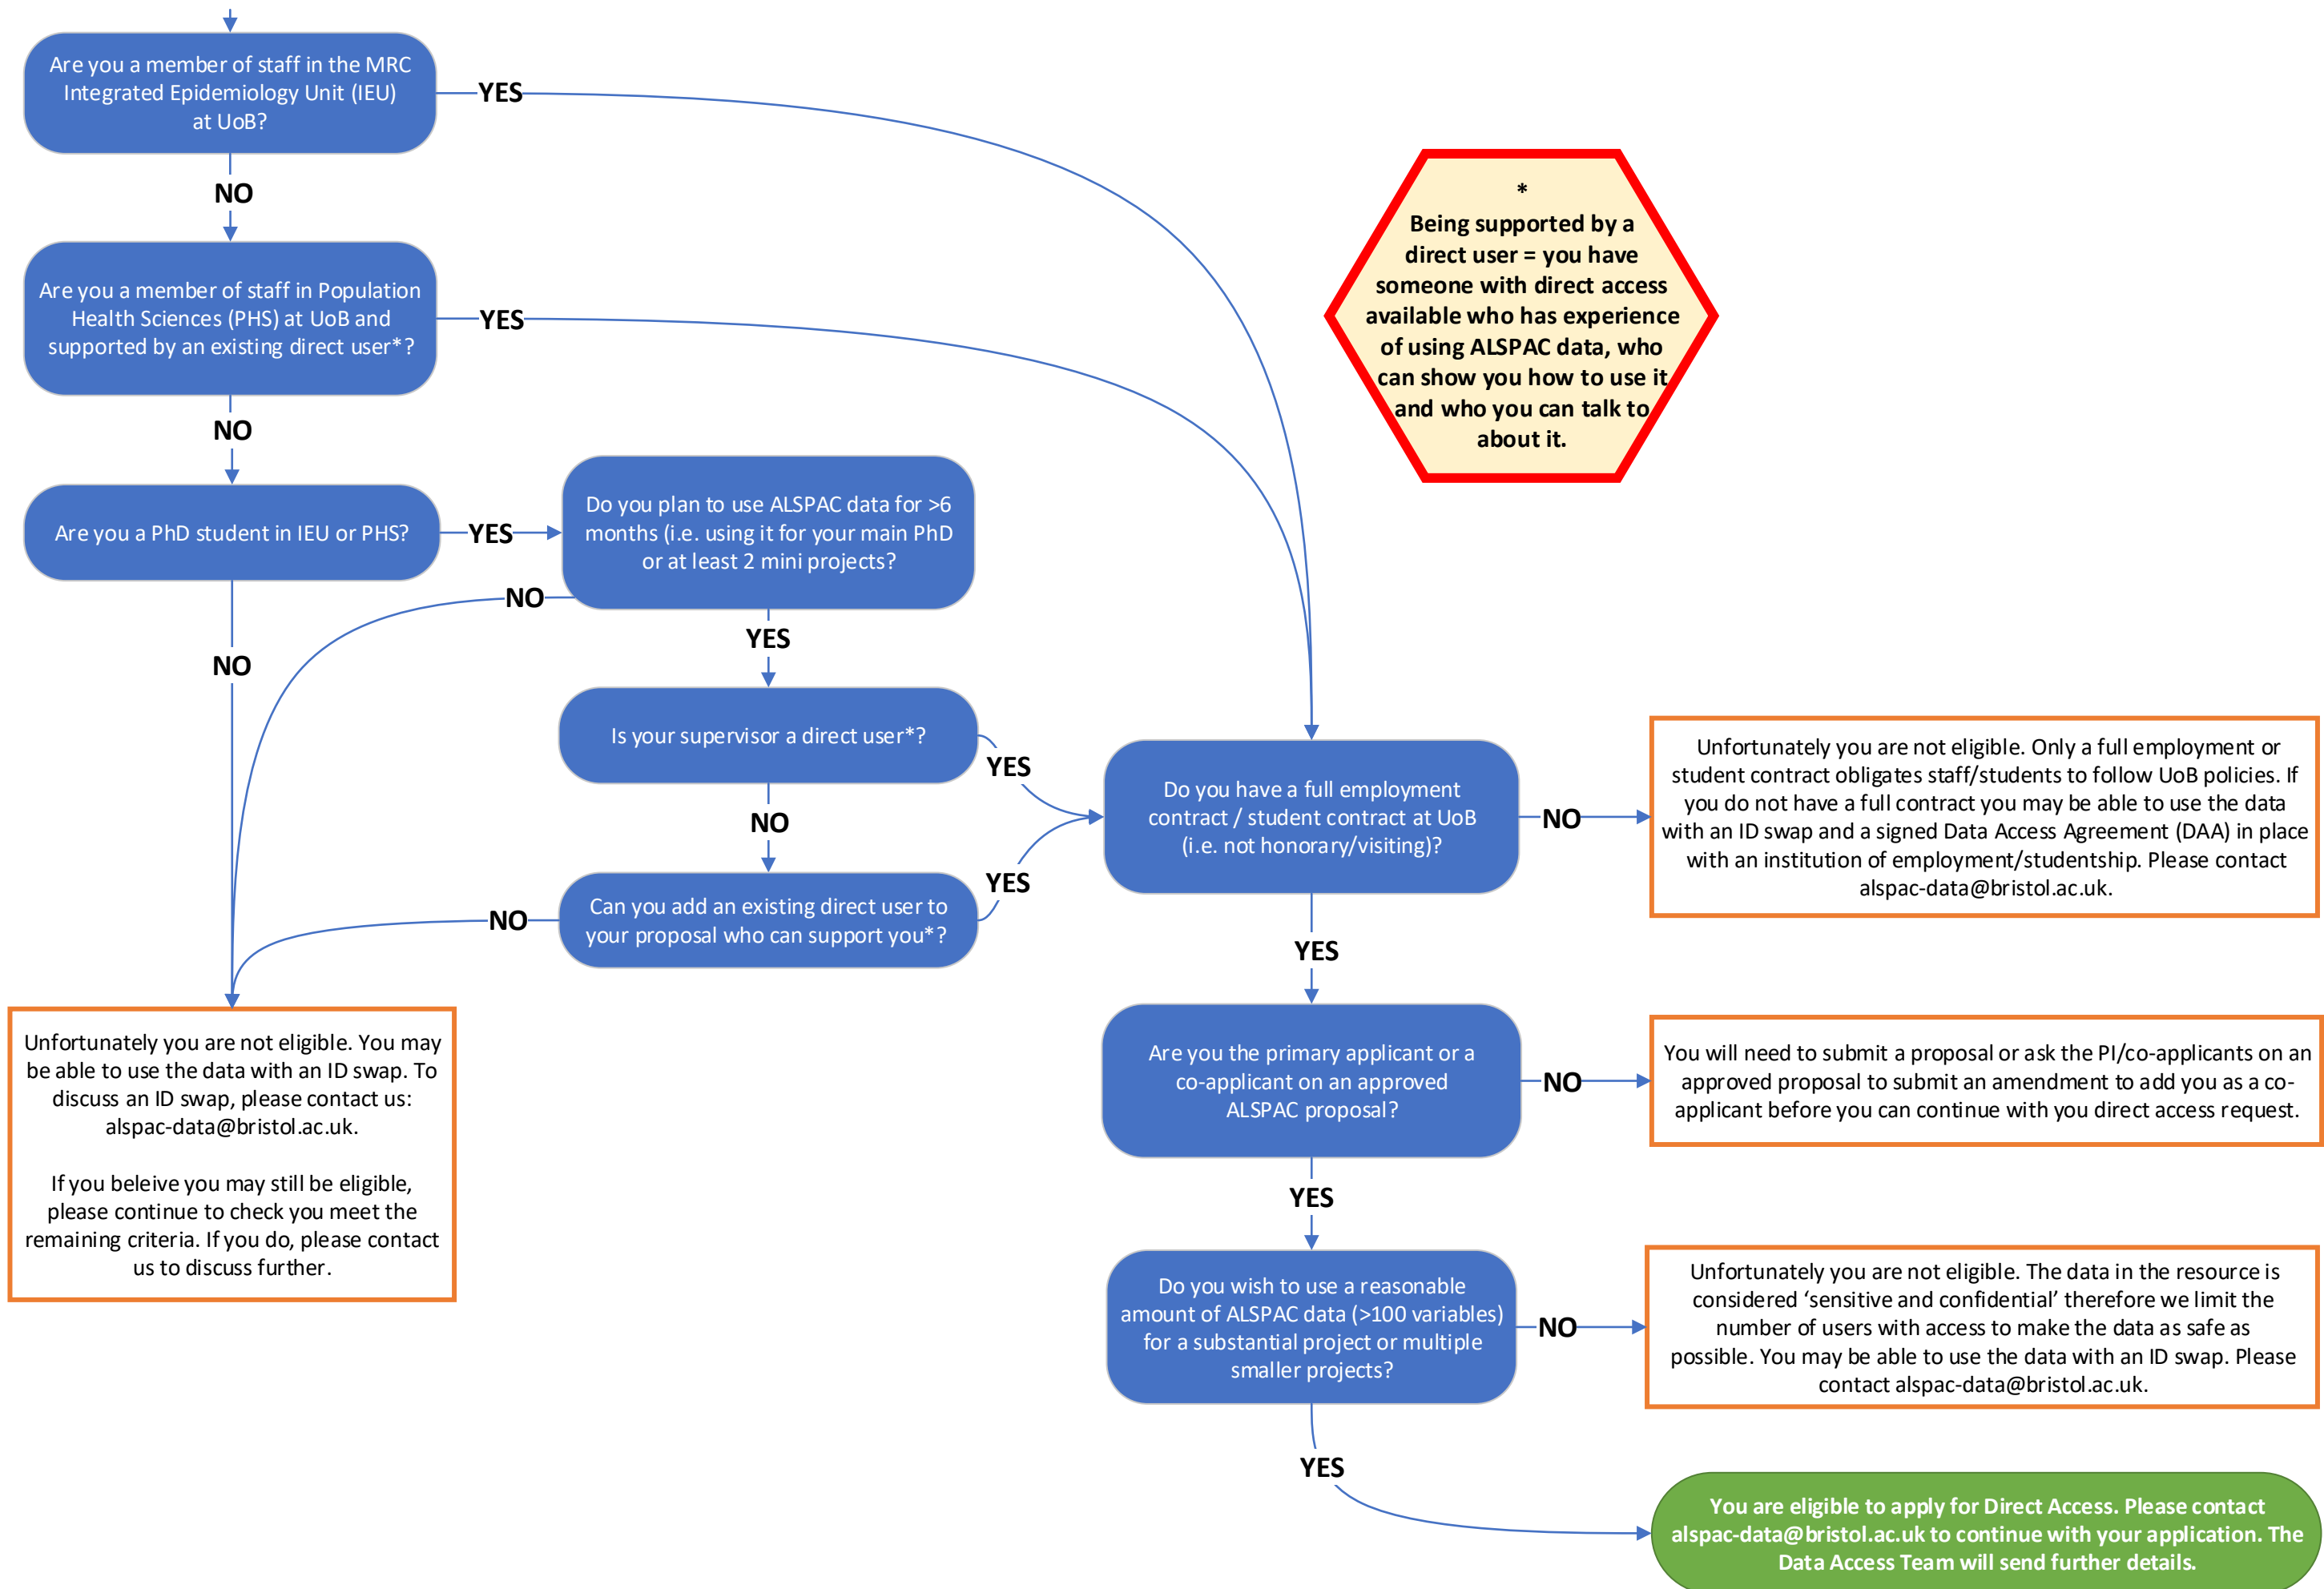 Are you a member of staff in the MRC
Integrated Epidemiology Unit (IEU)
at UoB?
YES
NO
*
Being supported by a
direct user = you have
someone with direct access
available who has experience
of using ALSPAC data, who
can show you how to use it
and who you can talk to
about it.
Are you a member of staff in Population
Health Sciences (PHS) at UoB and
supported by an existing direct user*?
YES
NO
Are you a PhD student in IEU or PHS?
YES
NO
Do you plan to use ALSPAC data for >6
months (i.e. using it for your main PhD
or at least 2 mini projects?
NO
YES
Is your supervisor a direct user*?
YES
NO
Can you add an existing direct user to
your proposal who can support you*?
YES
NO
Unfortunately you are not eligible. You may
be able to use the data with an ID swap. To
discuss an ID swap, please contact us:
alspac-data@bristol.ac.uk.
If you beleive you may still be eligible,
please continue to check you meet the
remaining criteria. If you do, please contact
us to discuss further.
Do you have a full employment
contract / student contract at UoB
(i.e. not honorary/visiting)?
NO
Unfortunately you are not eligible. Only a full employment or
student contract obligates staff/students to follow UoB policies. If
you do not have a full contract you may be able to use the data
with an ID swap and a signed Data Access Agreement (DAA) in place
with an institution of employment/studentship. Please contact
alspac-data@bristol.ac.uk.
YES
Are you the primary applicant or a
co-applicant on an approved
ALSPAC proposal?
NO
You will need to submit a proposal or ask the PI/co-applicants on an
approved proposal to submit an amendment to add you as a co-
applicant before you can continue with you direct access request.
YES
Do you wish to use a reasonable
amount of ALSPAC data (>100 variables)
for a substantial project or multiple
smaller projects?
NO
Unfortunately you are not eligible. The data in the resource is
considered ‘sensitive and confidential’ therefore we limit the
number of users with access to make the data as safe as
possible. You may be able to use the data with an ID swap. Please
contact alspac-data@bristol.ac.uk.
YES
You are eligible to apply for Direct Access. Please contact
alspac-data@bristol.ac.uk to continue with your application. The
Data Access Team will send further details.